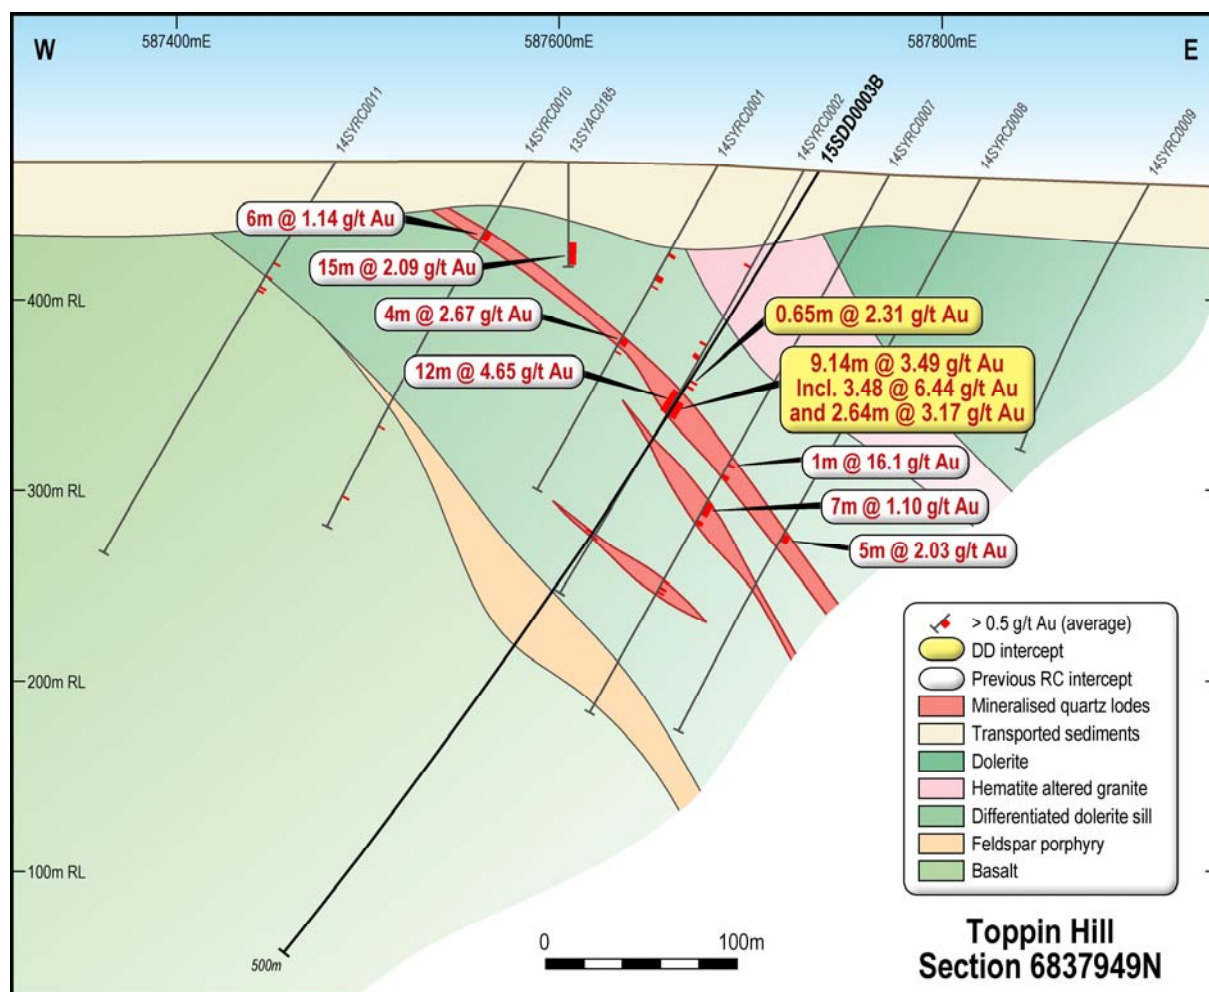 W
587400mE
587600mE
587800mE
E
14SYRC0011
14SYRC0010
13SYAC0185
14SYRC0001
14SYRC0002
15SDD0003B
14SYRC0007
14SYRC0008
14SYRC0009
6m @ 1.14 g/t Au
15m @ 2.09 g/t Au
400m RL
4m @ 2.67 g/t Au
0.65m @ 2.31 g/t Au
12m @ 4.65 g/t Au
9.14m @ 3.49 g/t Au
Incl. 3.48 @ 6.44 g/t Au
and 2.64m @ 3.17 g/t Au
1m @ 16.1 g/t Au
300m RL
7m @ 1.10 g/t Au
5m @ 2.03 g/t Au
200m RL
100m RL
> 0.5 g/t Au (average)
DD intercept
Previous RC intercept
Mineralised quartz lodes
Transported sediments
Dolerite
Hematite altered granite
Differentiated dolerite sill
Feldspar porphyry
Basalt
500m
0 100m
Toppin Hill
Section 6837949N